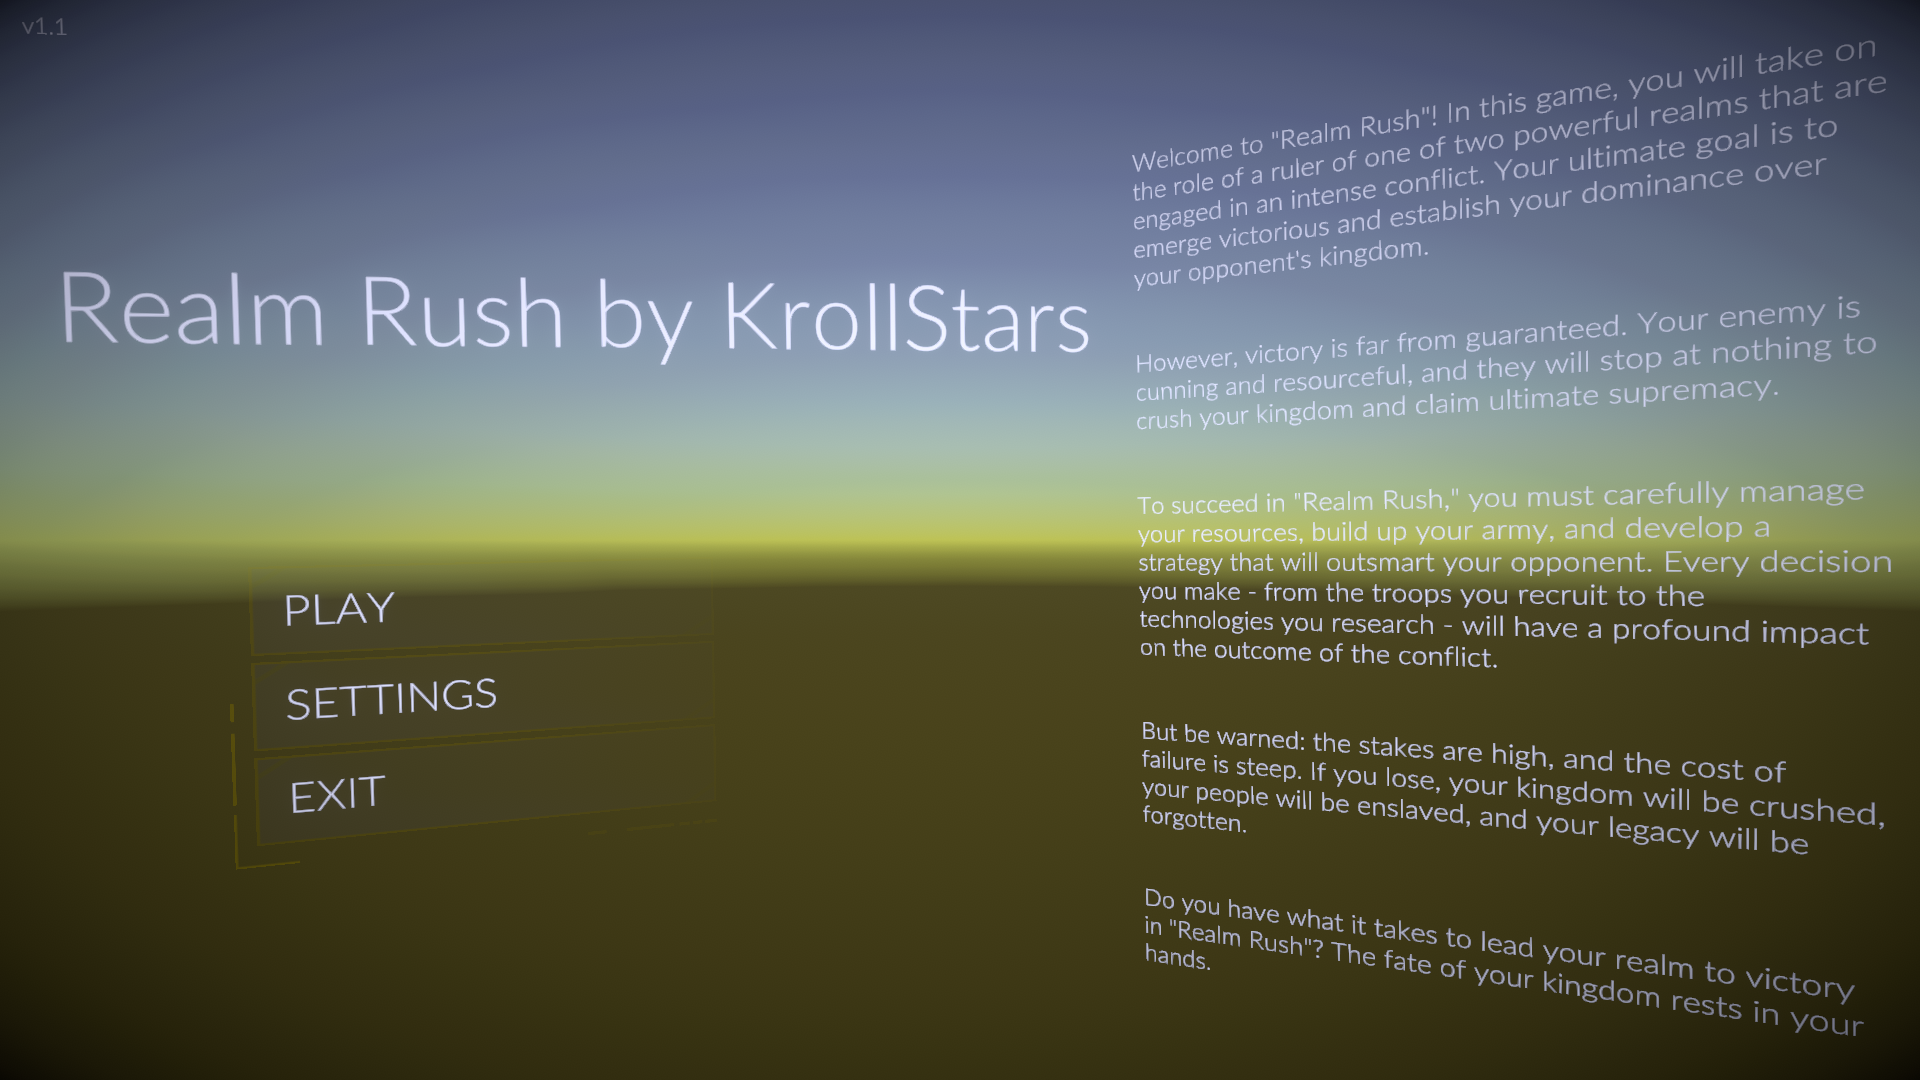 v1.1
Realm Rush by KrollStars
PLAY
SETTINGS
EXIT
Welcome to "Realm Rush"! In this game, you will take on
the role of a ruler of one of two powerful realms that are
engaged in an intense conflict. Your ultimate goal is to
emerge victorious and establish your dominance over
your opponent's kingdom.
However, victory is far from guaranteed. Your enemy is
cunning and resourceful, and they will stop at nothing to
crush your kingdom and claim ultimate supremacy.
To succeed in "Realm Rush," you must carefully manage
your resources, build up your army, and develop a
strategy that will outsmart your opponent. Every decision
you make - from the troops you recruit to the
technologies you research - will have a profound impact
on the outcome of the conflict.
But be warned: the stakes are high, and the cost of
failure is steep. If you lose, your kingdom will be crushed,
your people will be enslaved, and your legacy will be
forgotten.
Do you have what it takes to lead your realm to victory
in "Realm Rush"? The fate of your kingdom rests in your
hands.